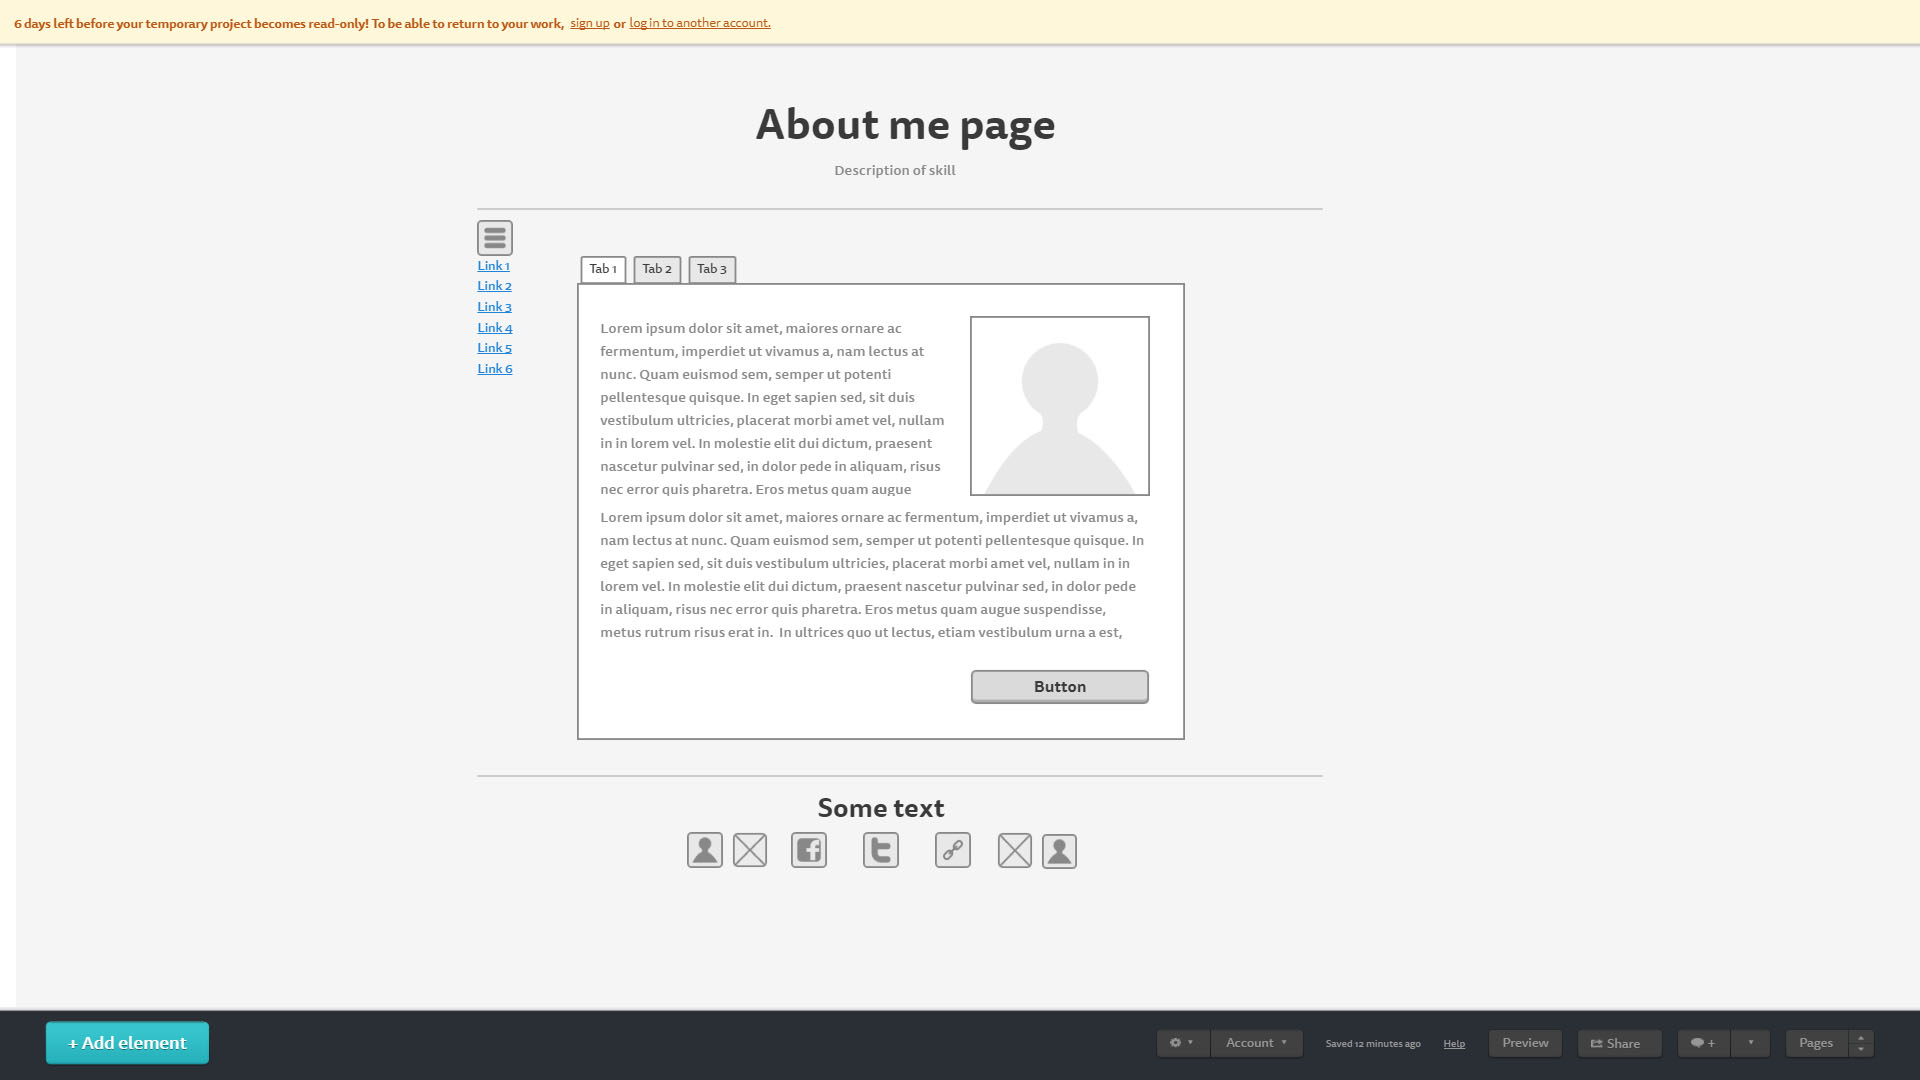 6 days left before your temporary project becomes read-only! To be able to return to your work, sign up or log in to another account.
About me page
Description of skill
Link 1
Link 2
Link 3
Link 4
Link 5
Link 6
Tab 1 Tab 2 Tab 3
Lorem ipsum dolor sit amet, maiores ornare ac
fermentum, imperdiet ut vivamus a, nam lectus at
nunc. Quam euismod sem, semper ut potenti
pellentesque quisque. In eget sapien sed, sit duis
vestibulum ultricies, placerat morbi amet vel, nullam
in in lorem vel. In molestie elit dui dictum, praesent
nascetur pulvinar sed, in dolor pede in aliquam, risus
nec error quis pharetra. Eros metus quam augue
Lorem ipsum dolor sit amet, maiores ornare ac fermentum, imperdiet ut vivamus a,
nam lectus at nunc. Quam euismod sem, semper ut potenti pellentesque quisque. In
eget sapien sed, sit duis vestibulum ultricies, placerat morbi amet vel, nullam in in
lorem vel. In molestie elit dui dictum, praesent nascetur pulvinar sed, in dolor pede
in aliquam, risus nec error quis pharetra. Eros metus quam augue suspendisse,
metus rutrum risus erat in. In ultrices quo ut lectus, etiam vestibulum urna a est,
Button
Some text
+ Add element
Account
Saved 12 minutes ago
Help
Preview
Share
+
Pages